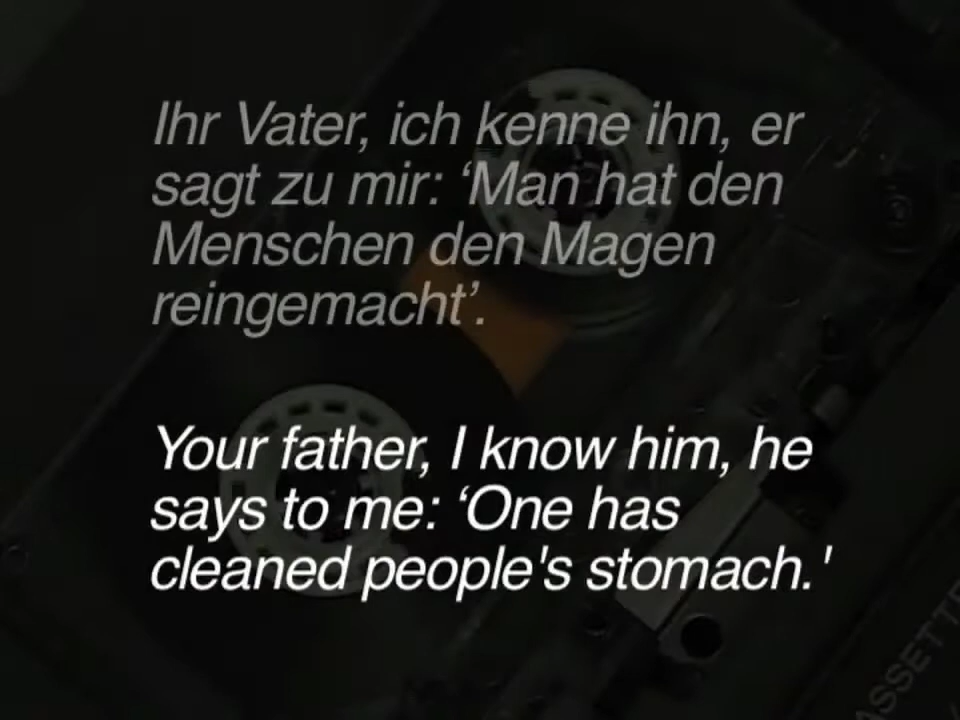 Ihr Vater, ich kenne ihn, er
sagt zu mir: ‘Man hat den
Menschen den Magen
reingemacht’.
Your father, I know him, he
says to me: ‘One has
cleaned people's stomach.'
ASSETTE